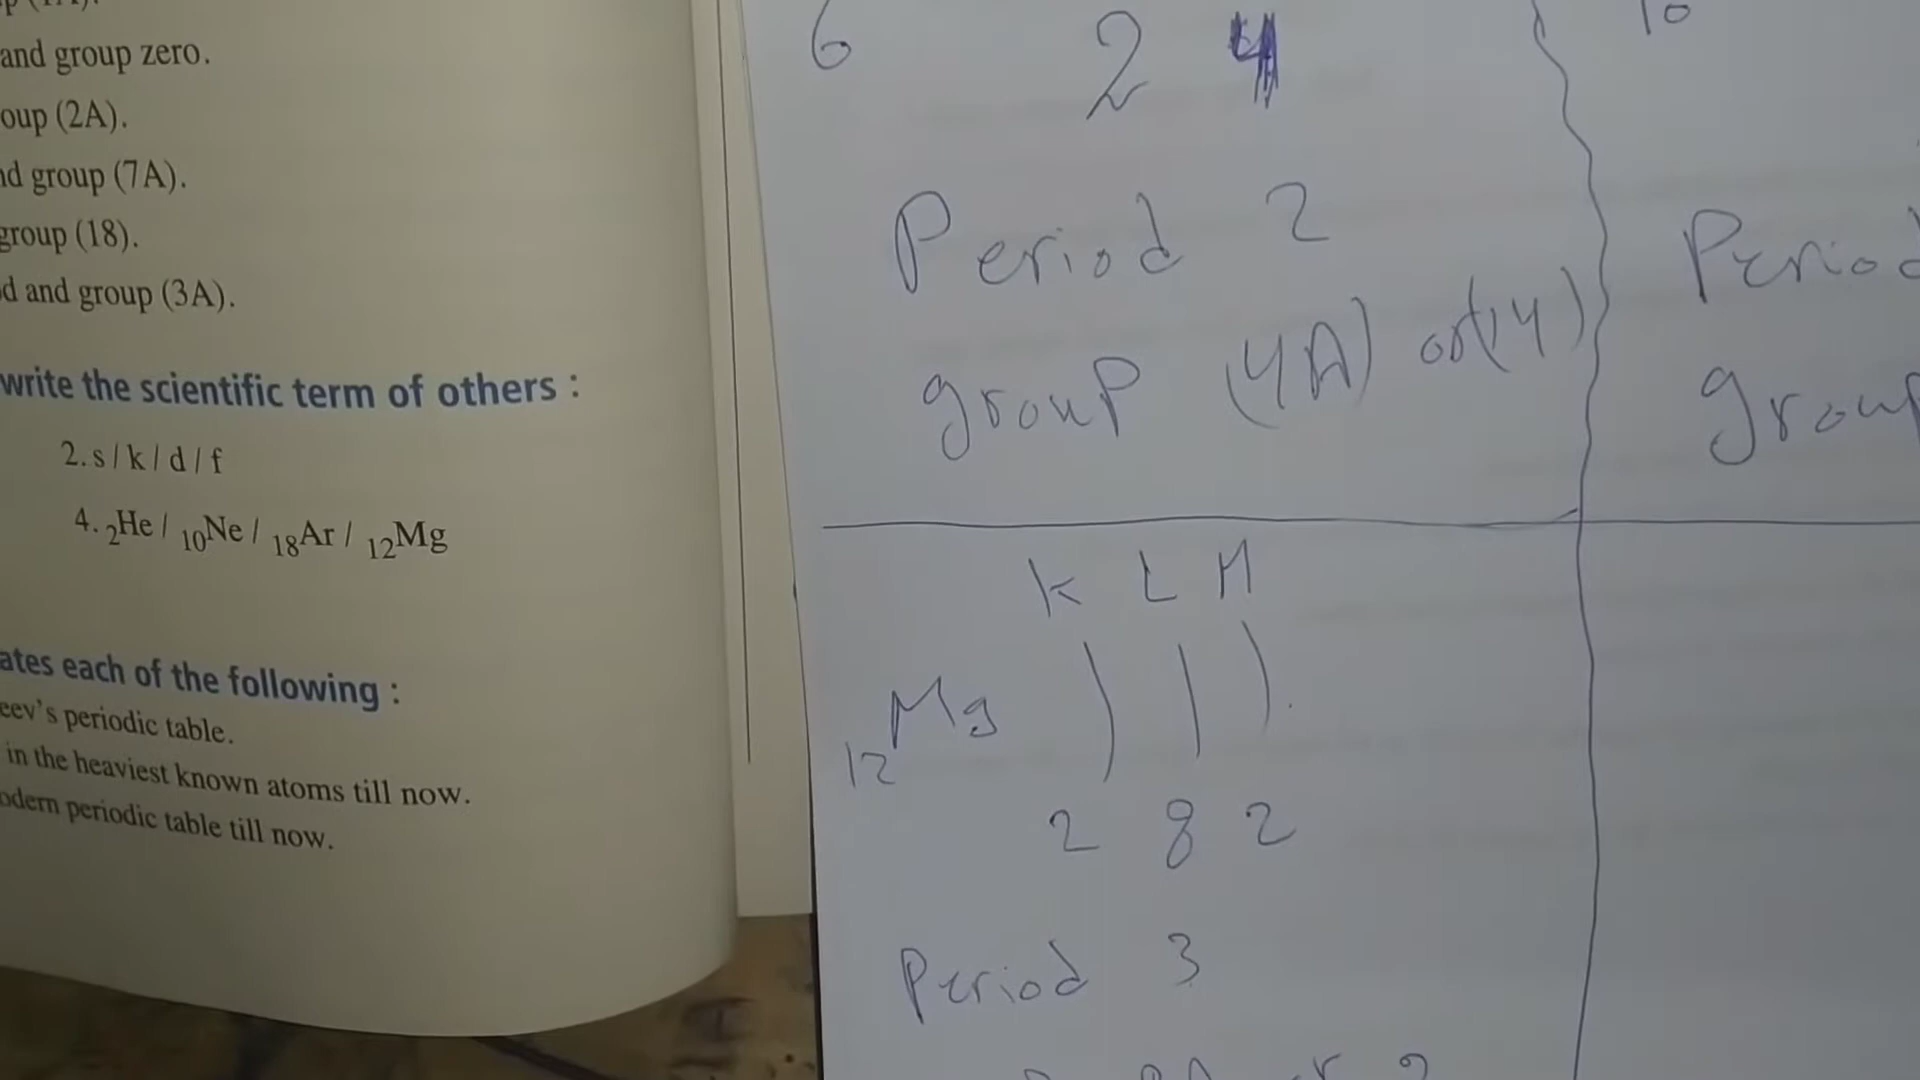 and group zero.
oup (2A).
nd group (7A).
group (18).
d and group (3A).
write the scientific term of others :
2. s / k / d / f
4. ₂He / ₁₀Ne / ₁₈Ar / ₁₂Mg
ates each of the following :
eev's periodic table.
in the heaviest known atoms till now.
odern periodic table till now.
6
2 4
Period 2
group (4A) or (14)
K L M
₁₂Mg ) ) )
2 8 2
Period 3
10
Period
group